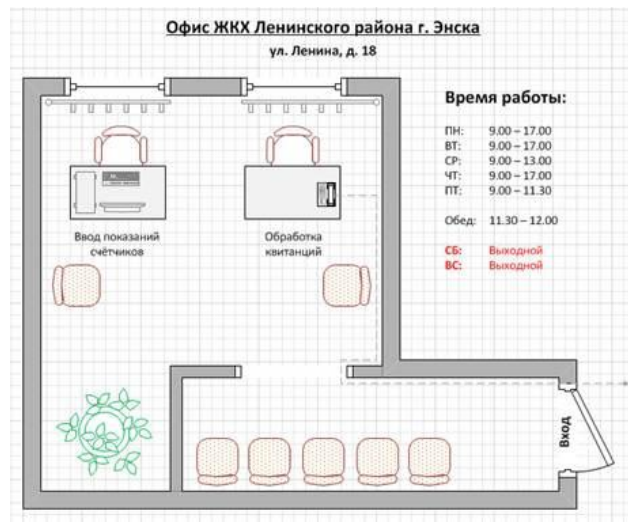 Офис ЖКХ Ленинского района г. Энска
ул. Ленина, д. 18
Время работы:
ПН: 9.00 – 17.00
ВТ: 9.00 – 17.00
СР: 9.00 – 13.00
ЧТ: 9.00 – 17.00
ПТ: 9.00 – 11.30
Обед: 11.30 – 12.00
СБ: Выходной
ВС: Выходной
Ввод показаний
счётчиков
Обработка
квитанций
Вход